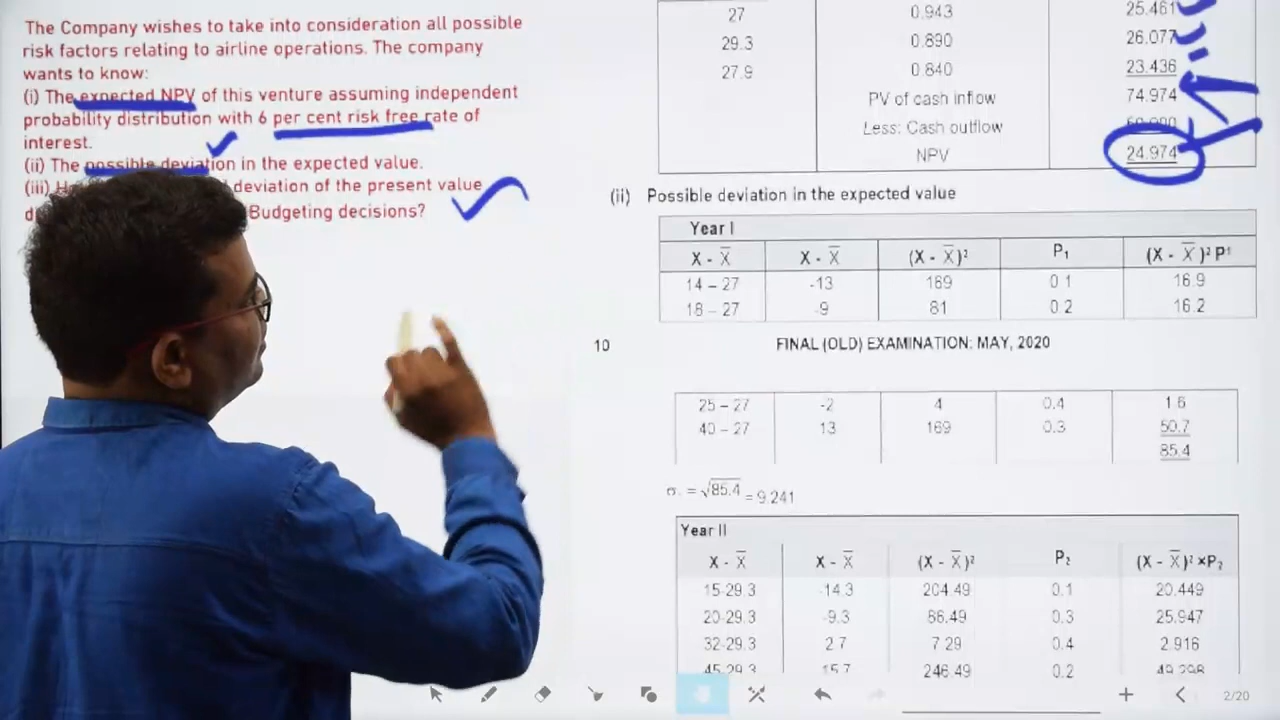 The Company wishes to take into consideration all possible
risk factors relating to airline operations. The company
wants to know:
(i) The expected NPV of this venture assuming independent
probability distribution with 6 per cent risk free rate of
interest.
(ii) The possible deviation in the expected value.
(iii) deviation of the present value
Budgeting decisions?
27 0.943 25.461
29.3 0.890 26.077
27.9 0.840 23.436
PV of cash inflow 74.974
Less: Cash outflow
NPV 24.974
(ii) Possible deviation in the expected value
Year I
X - X̅ X - X̅ (X - X̅)² P₁ (X - X̅)² P¹
14 – 27 -13 169 0.1 16.9
18 – 27 -9 81 0.2 16.2
10 FINAL (OLD) EXAMINATION: MAY, 2020
25 – 27 -2 4 0.4 1.6
40 – 27 13 169 0.3 50.7
85.4
= √85.4 = 9.241
Year II
X - X̅ X - X̅ (X - X̅)² P₂ (X - X̅)² ×P₂
15-29.3 -14.3 204.49 0.1 20.449
20-29.3 -9.3 86.49 0.3 25.947
32-29.3 2.7 7.29 0.4 2.916
45-29.3 15.7 246.49 0.2 49.298
2/20